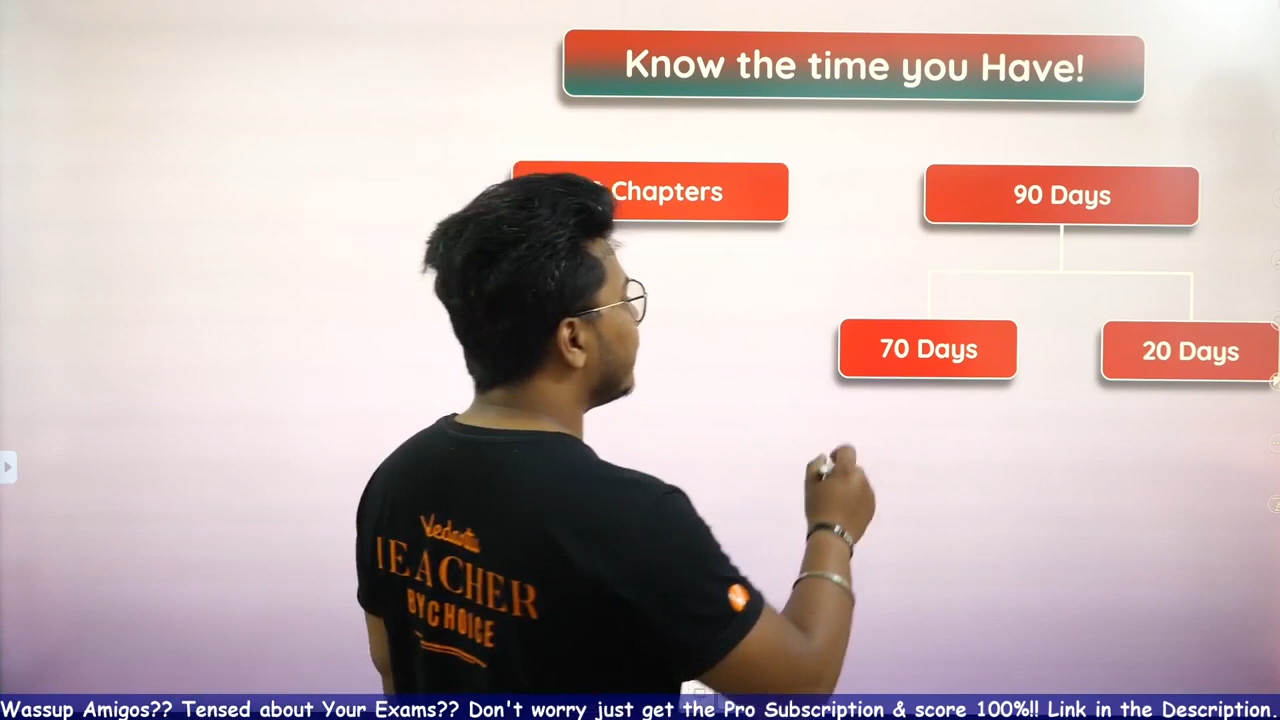 Know the time you Have!
Chapters
90 Days
70 Days
20 Days
Vedantu
TEACHER
BY CHOICE
Wassup Amigos?? Tensed about Your Exams?? Don't worry just get the Pro Subscription & score 100%!! Link in the Description